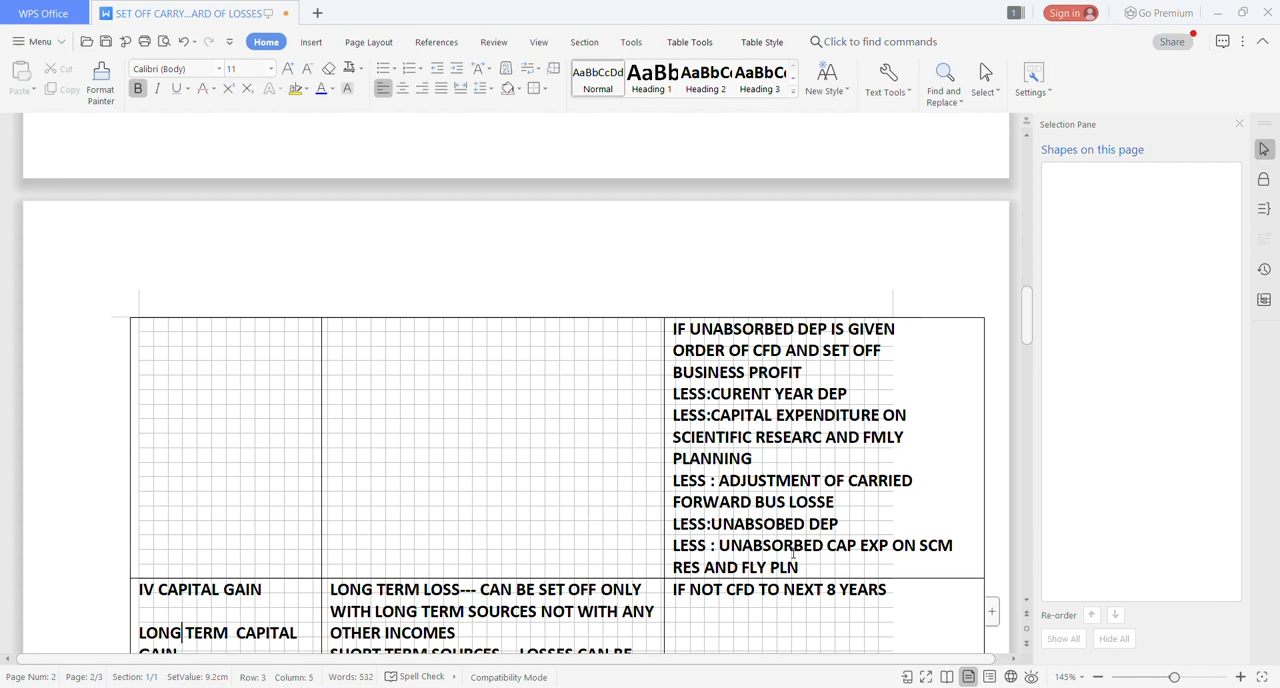 WPS Office
SET OFF CARRY...ARD OF LOSSES
1
Sign in
Go Premium
Menu
Home
Insert
Page Layout
References
Review
View
Section
Tools
Table Tools
Table Style
Click to find commands
Share
Paste
Cut
Copy
Format
Painter
Calibri (Body)
11
AaBbCcDd
Normal
AaBb
Heading 1
AaBbC
Heading 2
AaBbC
Heading 3
New Style
Text Tools
Find and
Replace
Select
Settings
Selection Pane
Shapes on this page
IF UNABSORBED DEP IS GIVEN
ORDER OF CFD AND SET OFF
BUSINESS PROFIT
LESS:CURENT YEAR DEP
LESS:CAPITAL EXPENDITURE ON
SCIENTIFIC RESEARC AND FMLY
PLANNING
LESS : ADJUSTMENT OF CARRIED
FORWARD BUS LOSSE
LESS:UNABSOBED DEP
LESS : UNABSORBED CAP EXP ON SCM
RES AND FLY PLN
IV CAPITAL GAIN
LONG TERM CAPITAL
GAIN
LONG TERM LOSS--- CAN BE SET OFF ONLY
WITH LONG TERM SOURCES NOT WITH ANY
OTHER INCOMES
SHORT TERM SOURCES LOSSES CAN BE
IF NOT CFD TO NEXT 8 YEARS
Re-order
Show All
Hide All
Page Num: 2
Page: 2/3
Section: 1/1
SetValue: 9.2cm
Row: 3
Column: 5
Words: 532
Spell Check
Compatibility Mode
145%